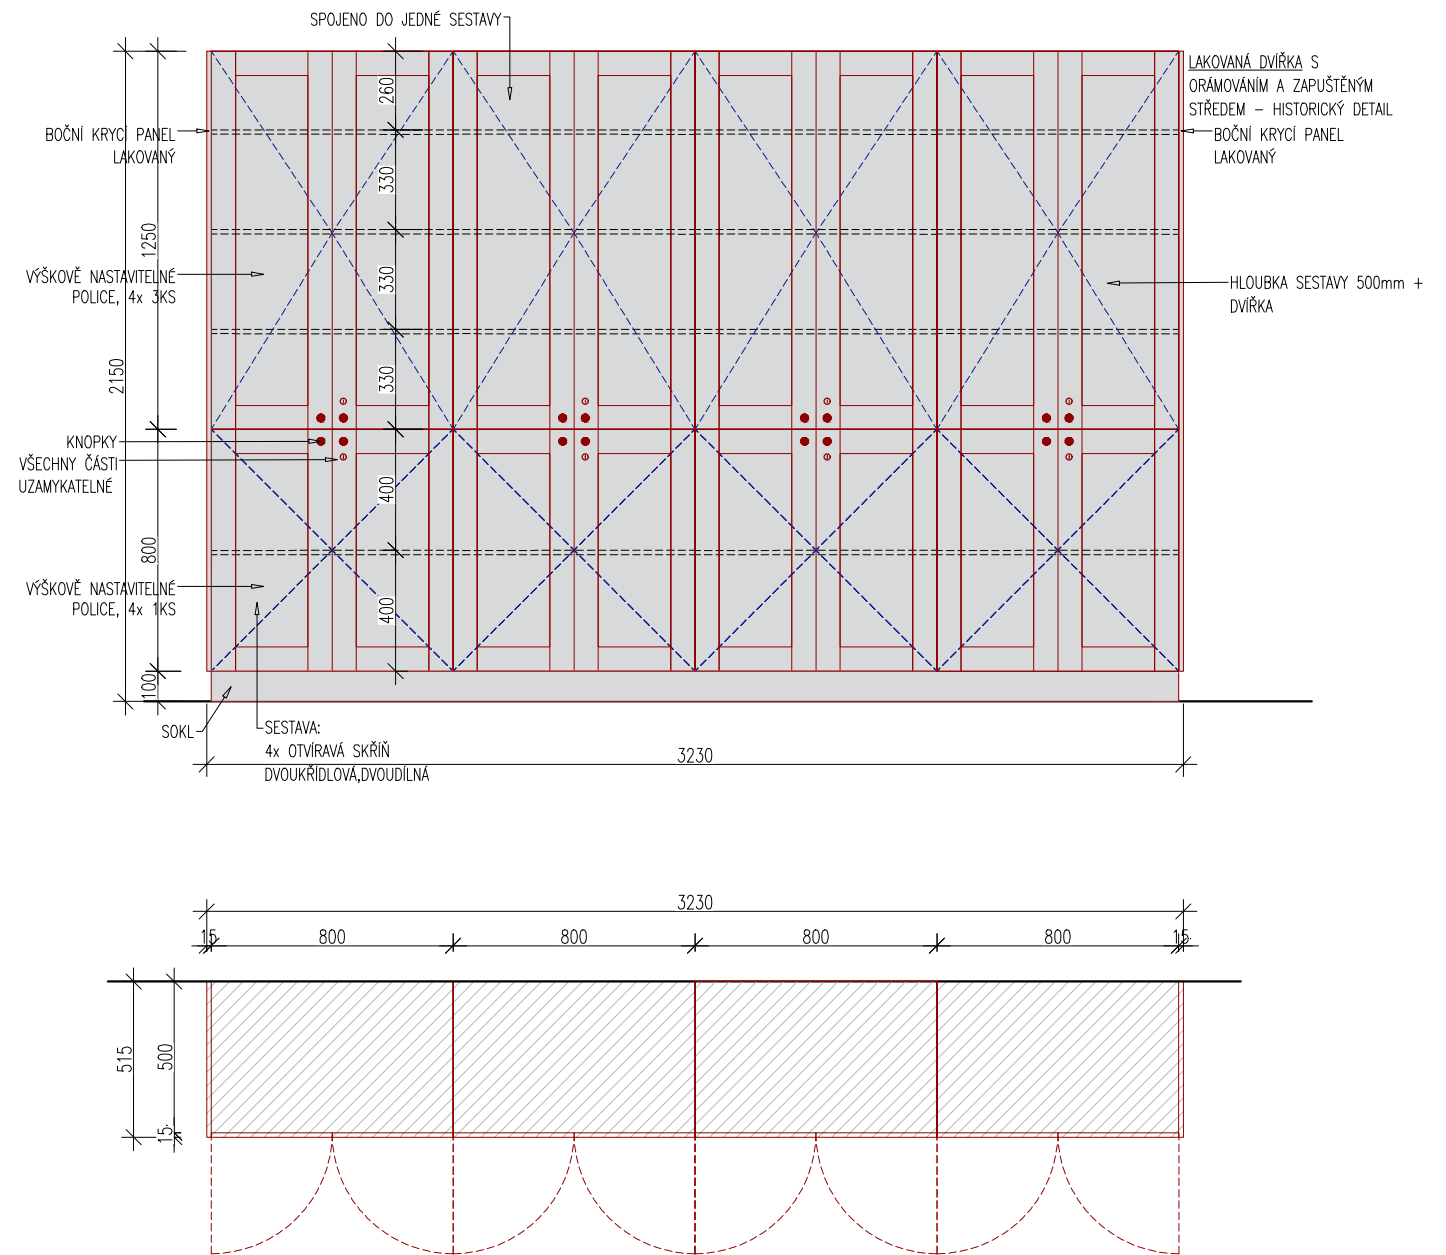 SPOJENO DO JEDNÉ SESTAVY
LAKOVANÁ DVÍŘKA S
ORÁMOVÁNÍM A ZAPUŠTĚNÝM
STŘEDEM – HISTORICKÝ DETAIL
BOČNÍ KRYCÍ PANEL
LAKOVANÝ
BOČNÍ KRYCÍ PANEL
LAKOVANÝ
260
330
330
330
400
400
1250
2150
800
100
VÝŠKOVĚ NASTAVITELNÉ
POLICE, 4x 3KS
HLOUBKA SESTAVY 500mm +
DVÍŘKA
KNOPKY
VŠECHNY ČÁSTI
UZAMYKATELNÉ
VÝŠKOVĚ NASTAVITELNÉ
POLICE, 4x 1KS
SOKL
SESTAVA:
4x OTVÍRAVÁ SKŘÍŇ
DVOUKŘÍDLOVÁ,DVOUDÍLNÁ
3230
3230
15
800
800
800
800
15
515
500
15